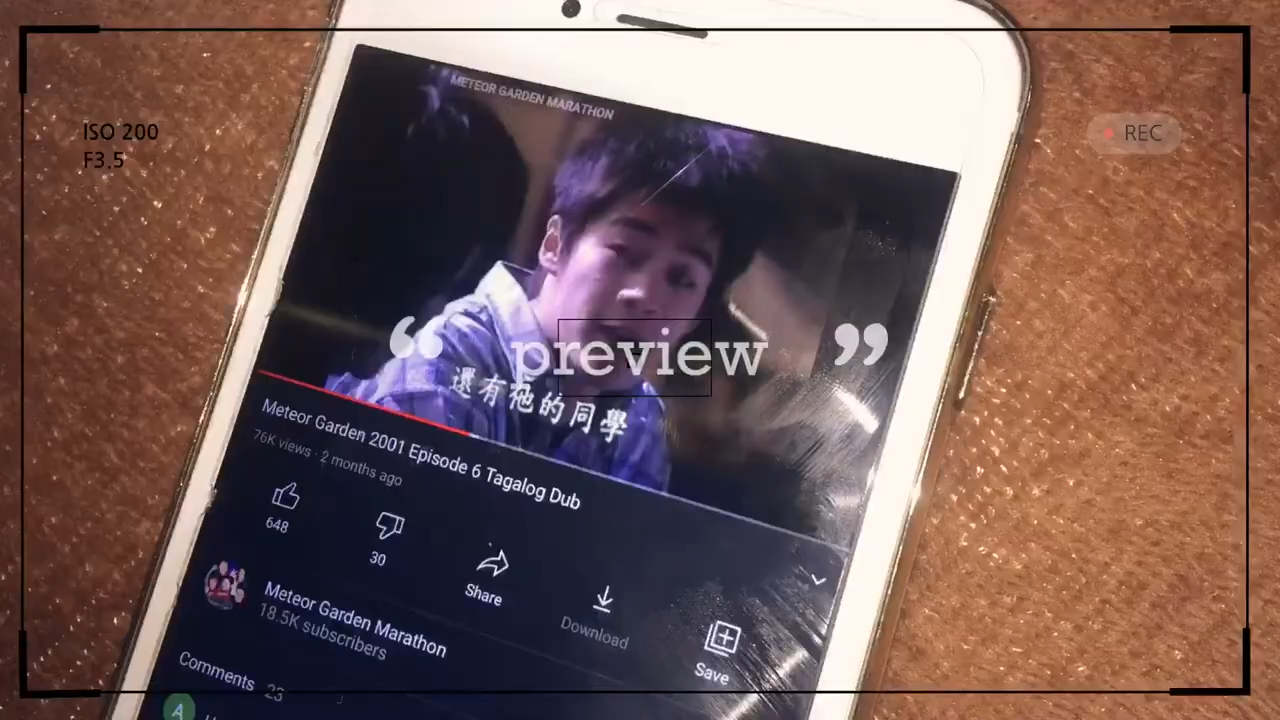 METEOR GARDEN MARATHON
ISO 200
F3.5
REC
“ preview ”
還有他的同學
Meteor Garden 2001 Episode 6 Tagalog Dub
76K views · 2 months ago
648
30
Share
Download
Save
Meteor Garden Marathon
18.5K subscribers
Comments 23
A